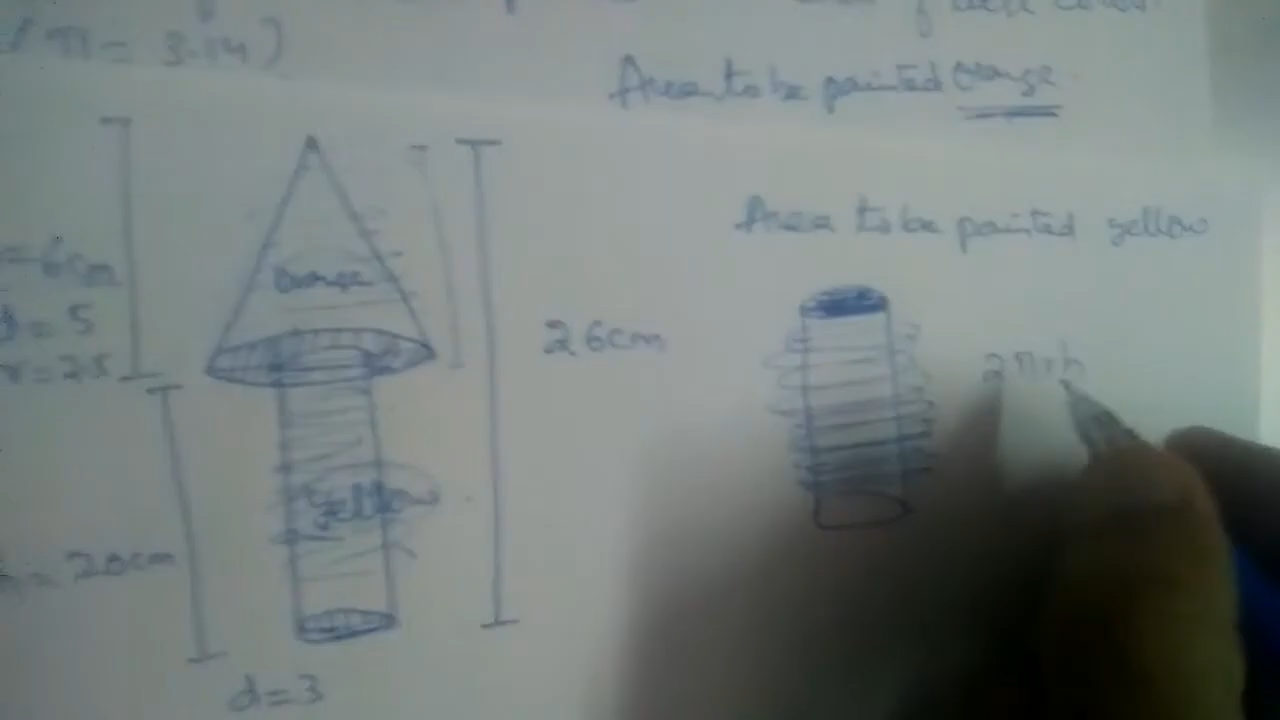 π = 3.14)
Area to be painted Orange
Area to be painted yellow
= 6cm
d = 5
r = 2.5
Orange
26cm
2πrh
Yellow
h = 20cm
d = 3